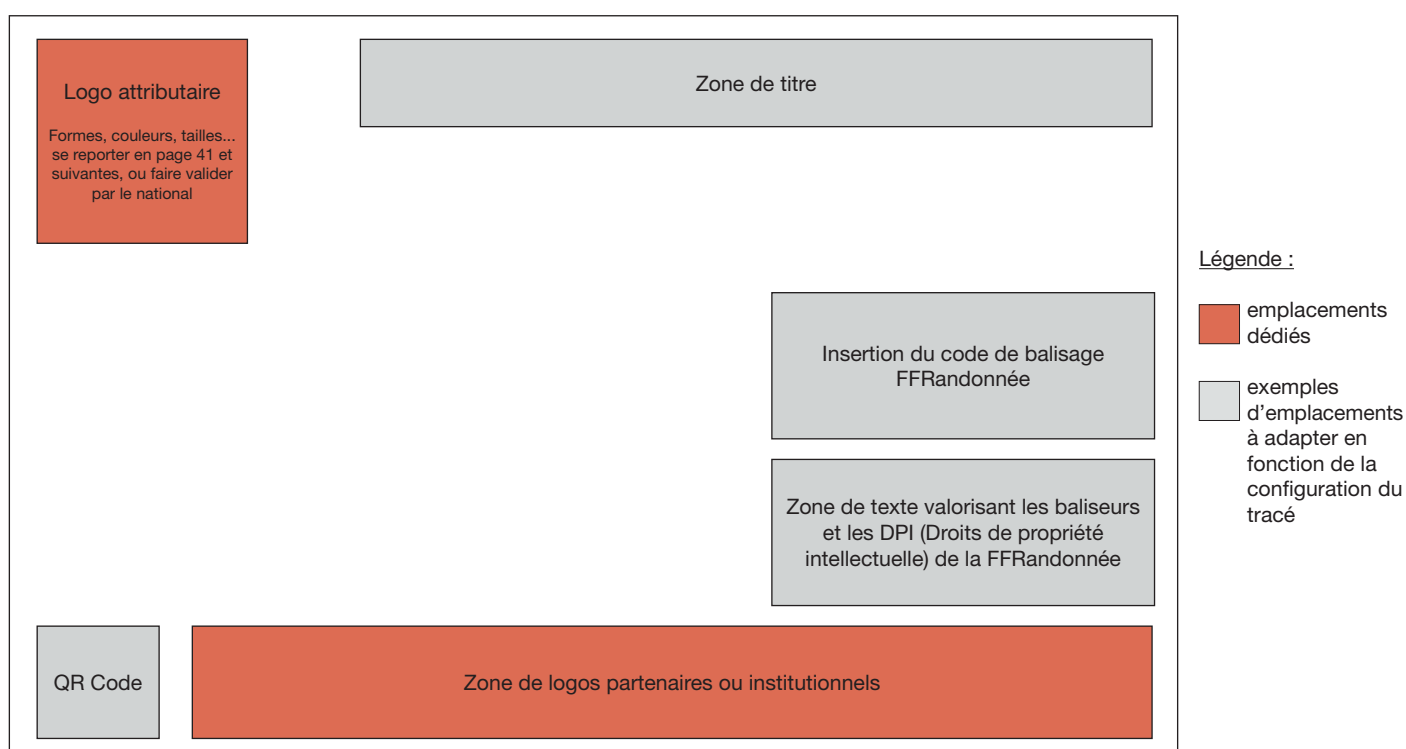 Logo attributaire
Formes, couleurs, tailles...
se reporter en page 41 et
suivantes, ou faire valider
par le national
Zone de titre
Insertion du code de balisage
FFRandonnée
Zone de texte valorisant les baliseurs
et les DPI (Droits de propriété
intellectuelle) de la FFRandonnée
QR Code
Zone de logos partenaires ou institutionnels
Légende :
emplacements
dédiés
exemples
d'emplacements
à adapter en
fonction de la
configuration du
tracé